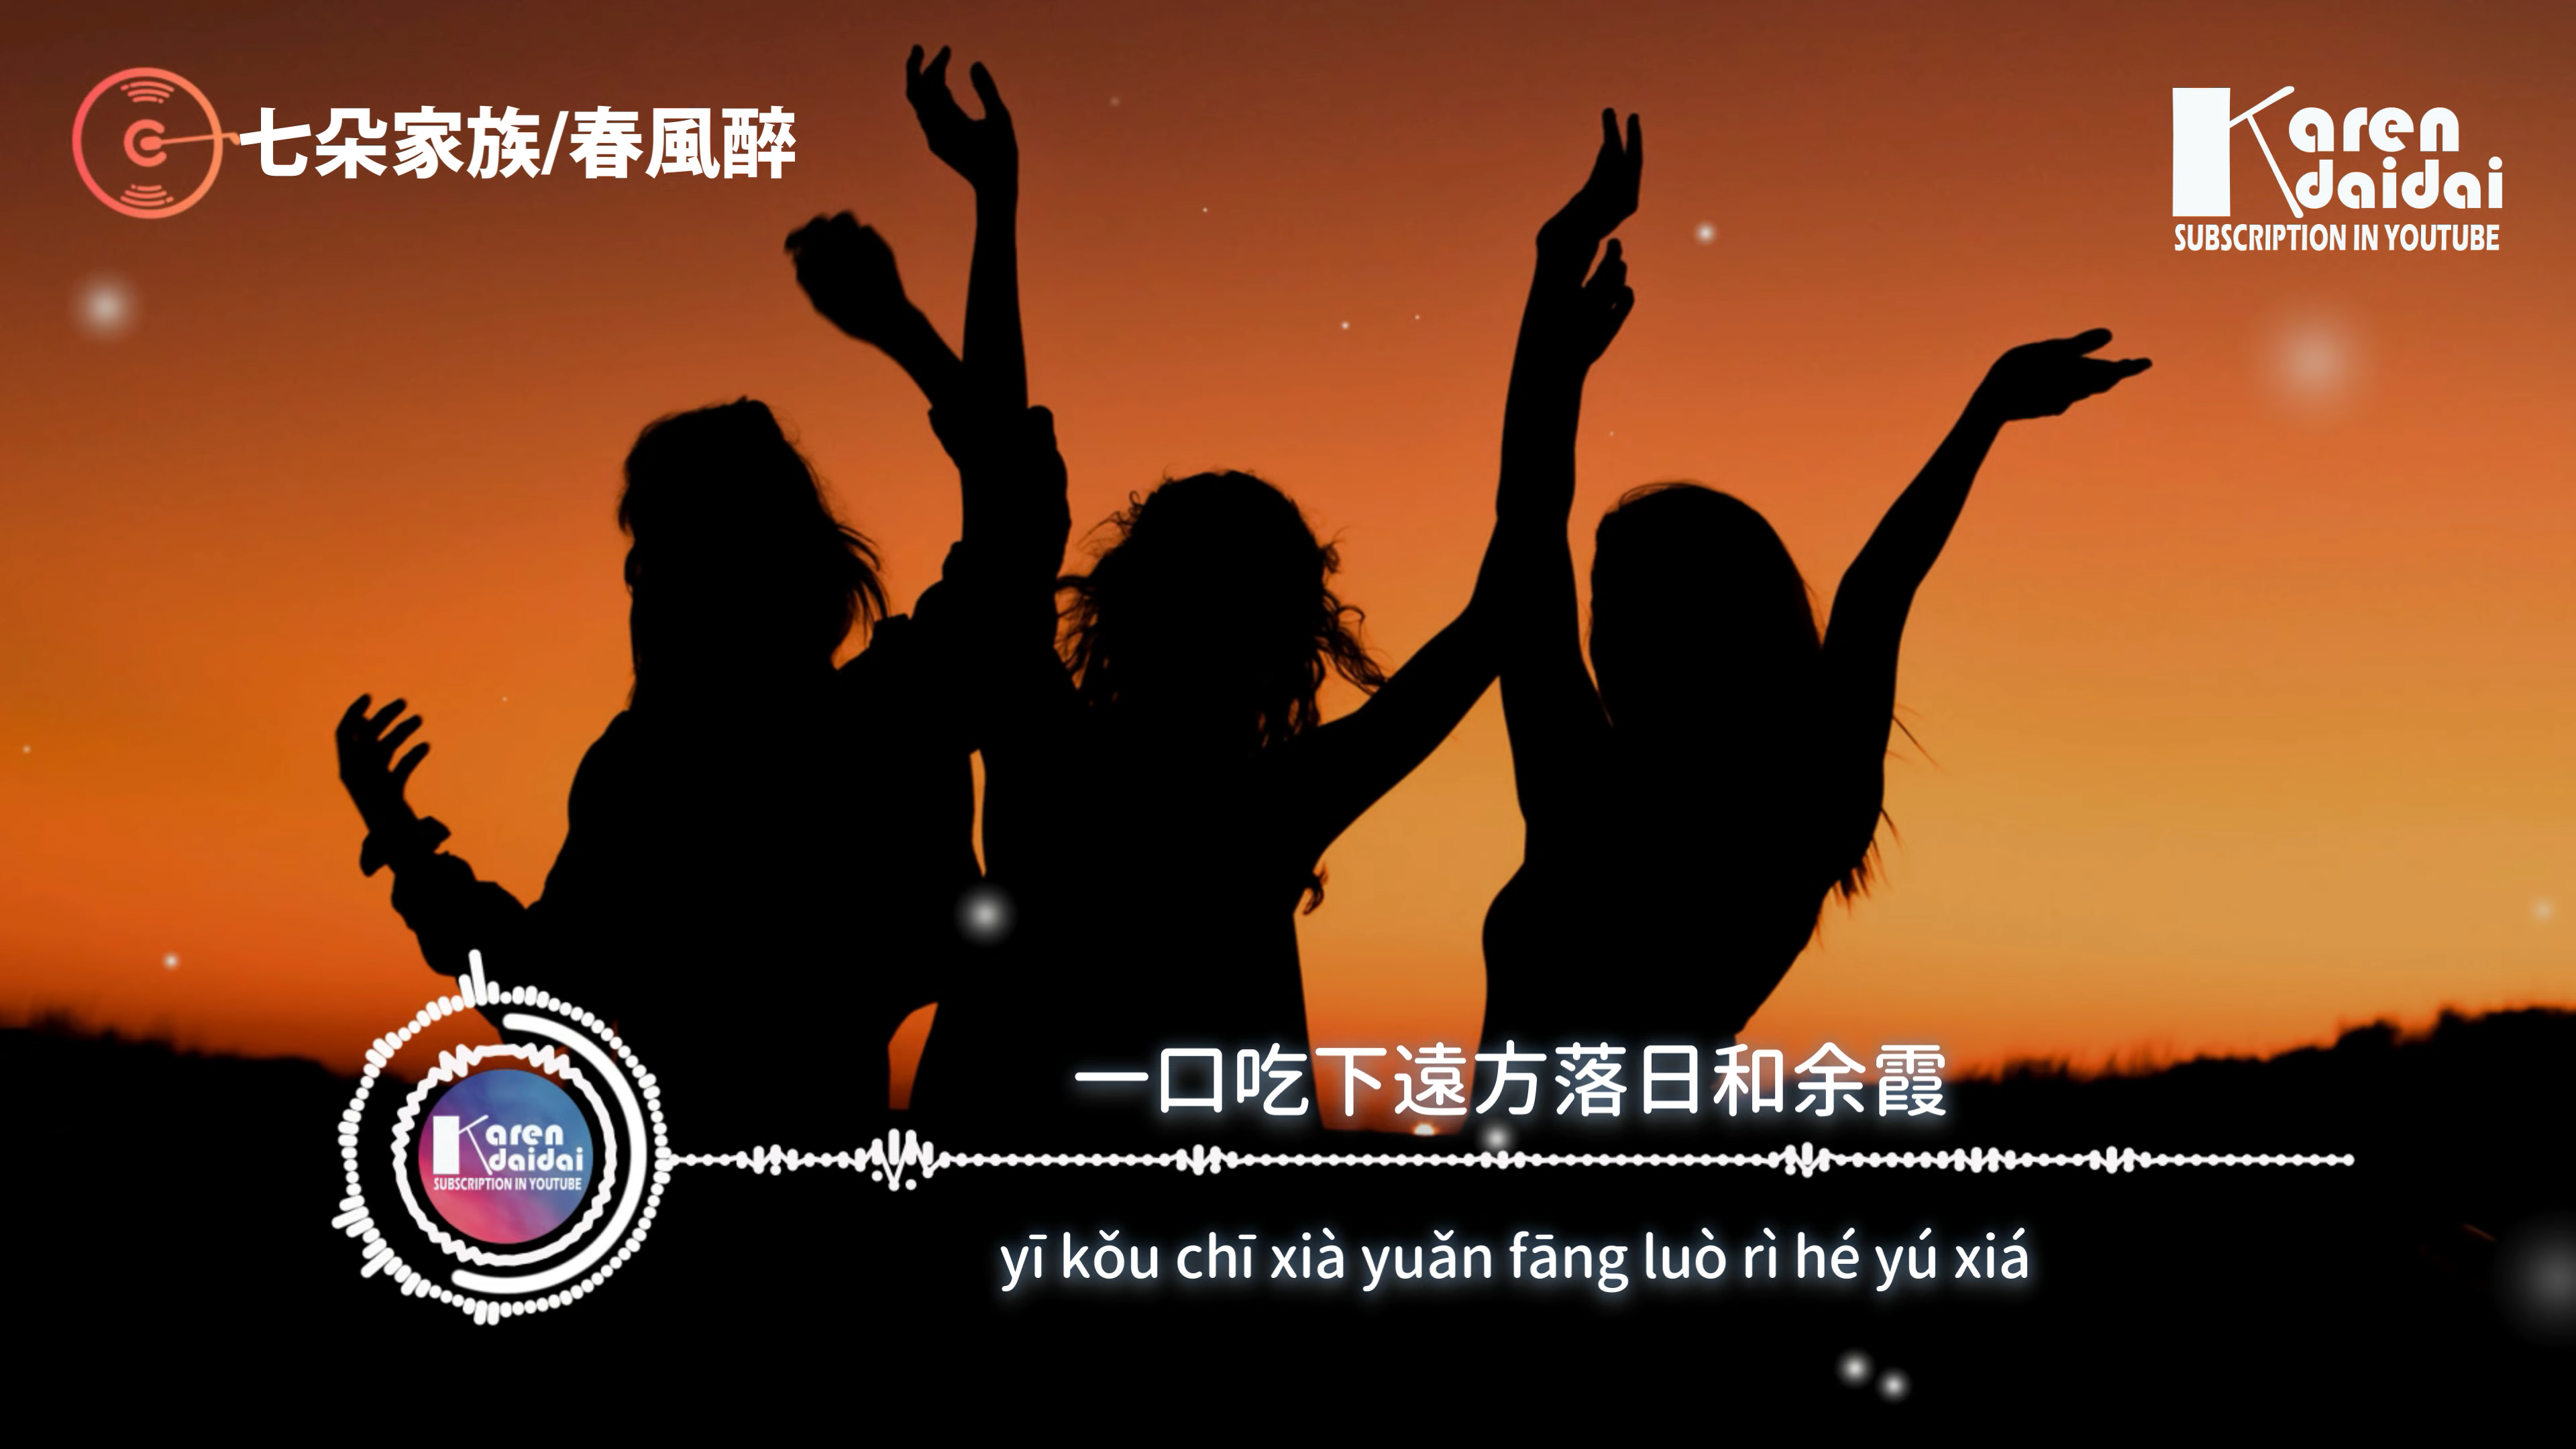 七朵家族/春風醉
Karen
daidai
SUBSCRIPTION IN YOUTUBE
一口吃下遠方落日和余霞
Karen
daidai
SUBSCRIPTION IN YOUTUBE
yī kǒu chī xià yuǎn fāng luò rì hé yú xiá